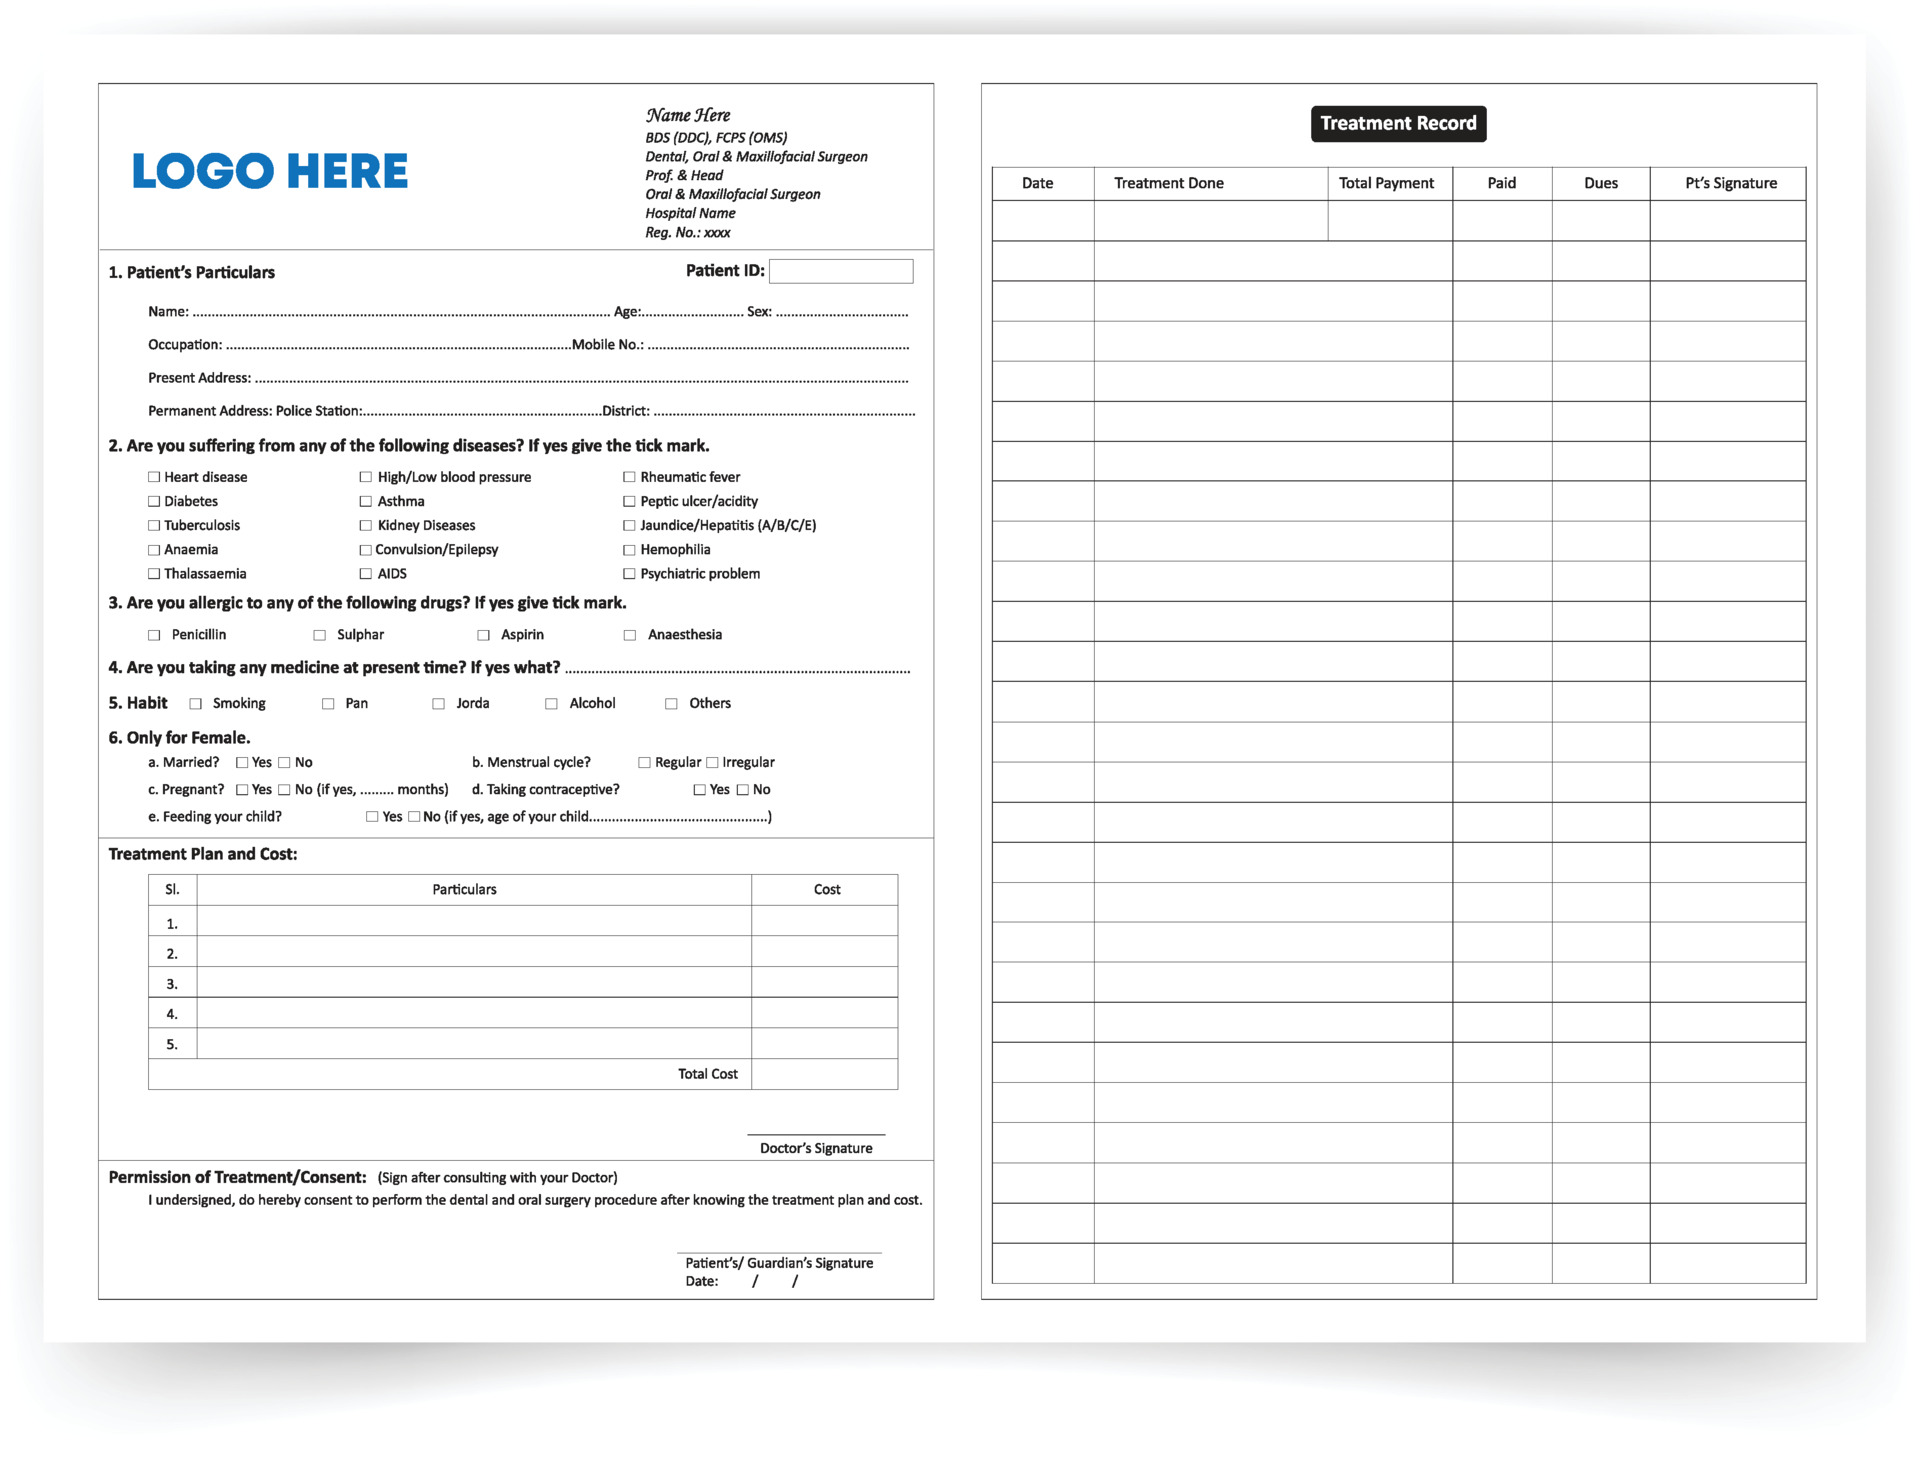 LOGO HERE
Name Here
BDS (DDC), FCPS (OMS)
Dental, Oral & Maxillofacial Surgeon
Prof. & Head
Oral & Maxillofacial Surgeon
Hospital Name
Reg. No.: xxxx
1. Patient's Particulars Patient ID:
Name: ........ Age:........ Sex: ........
Occupation: ........Mobile No.: ........
Present Address: ........
Permanent Address: Police Station:........District: ........
2. Are you suffering from any of the following diseases? If yes give the tick mark.
☐ Heart disease ☐ High/Low blood pressure ☐ Rheumatic fever
☐ Diabetes ☐ Asthma ☐ Peptic ulcer/acidity
☐ Tuberculosis ☐ Kidney Diseases ☐ Jaundice/Hepatitis (A/B/C/E)
☐ Anaemia ☐ Convulsion/Epilepsy ☐ Hemophilia
☐ Thalassaemia ☐ AIDS ☐ Psychiatric problem
3. Are you allergic to any of the following drugs? If yes give tick mark.
☐ Penicillin ☐ Sulphar ☐ Aspirin ☐ Anaesthesia
4. Are you taking any medicine at present time? If yes what? ........
5. Habit ☐ Smoking ☐ Pan ☐ Jorda ☐ Alcohol ☐ Others
6. Only for Female.
a. Married? ☐ Yes ☐ No b. Menstrual cycle? ☐ Regular ☐ Irregular
c. Pregnant? ☐ Yes ☐ No (if yes, ......... months) d. Taking contraceptive? ☐ Yes ☐ No
e. Feeding your child? ☐ Yes ☐ No (if yes, age of your child........)
Treatment Plan and Cost:
Sl. Particulars Cost
1.
2.
3.
4.
5.
Total Cost
Doctor's Signature
Permission of Treatment/Consent: (Sign after consulting with your Doctor)
I undersigned, do hereby consent to perform the dental and oral surgery procedure after knowing the treatment plan and cost.
Patient's/ Guardian's Signature
Date: / /
Treatment Record
Date Treatment Done Total Payment Paid Dues Pt's Signature